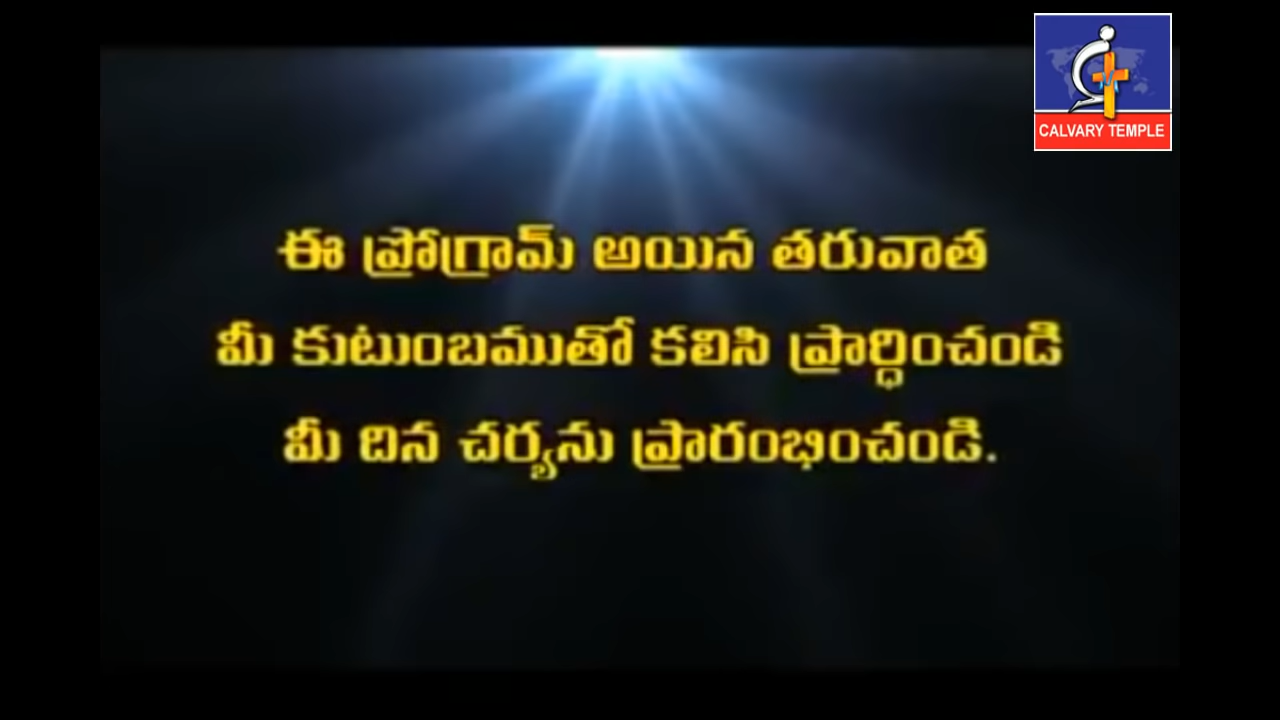 CALVARY TEMPLE
ఈ ప్రోగ్రామ్ అయిన తరువాత
మీ కుటుంబముతో కలిసి ప్రార్ధించండి
మీ దిన చర్యను ప్రారంభించండి.